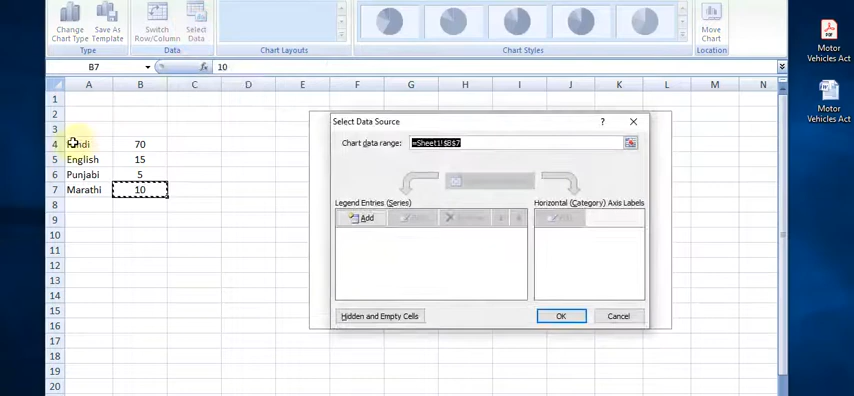 Change
Chart Type
Save As
Template
Switch
Row/Column
Select
Data
Move
Chart
Type
Data
Chart Layouts
Chart Styles
Location
B7
fx
10
A B C D E F G H I J K L M N
1
2
3
4 Hindi 70
5 English 15
6 Punjabi 5
7 Marathi 10
8
9
10
11
12
13
14
15
16
17
18
19
20
Select Data Source
?
Chart data range:
=Sheet1!$B$7
Legend Entries (Series)
Horizontal (Category) Axis Labels
Add
Hidden and Empty Cells
OK
Cancel
Motor
Vehicles Act
Motor
Vehicles Act